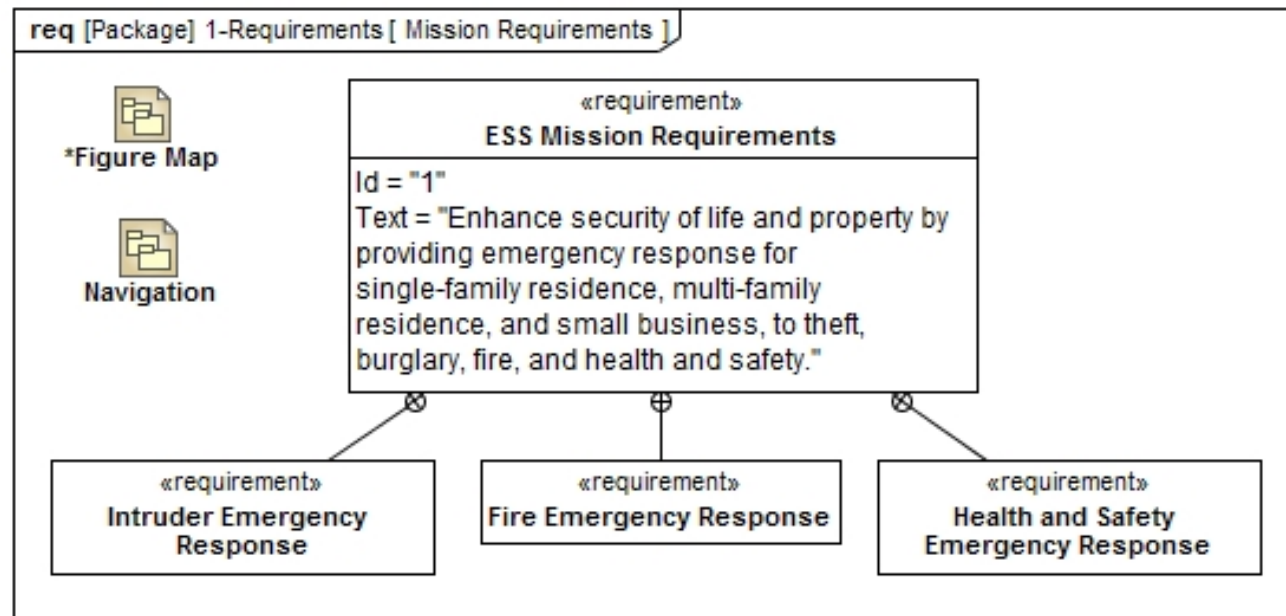 req [Package] 1-Requirements [ Mission Requirements ]
*Figure Map
Navigation
«requirement»
ESS Mission Requirements
Id = "1"
Text = "Enhance security of life and property by
providing emergency response for
single-family residence, multi-family
residence, and small business, to theft,
burglary, fire, and health and safety."
«requirement»
Intruder Emergency
Response
«requirement»
Fire Emergency Response
«requirement»
Health and Safety
Emergency Response